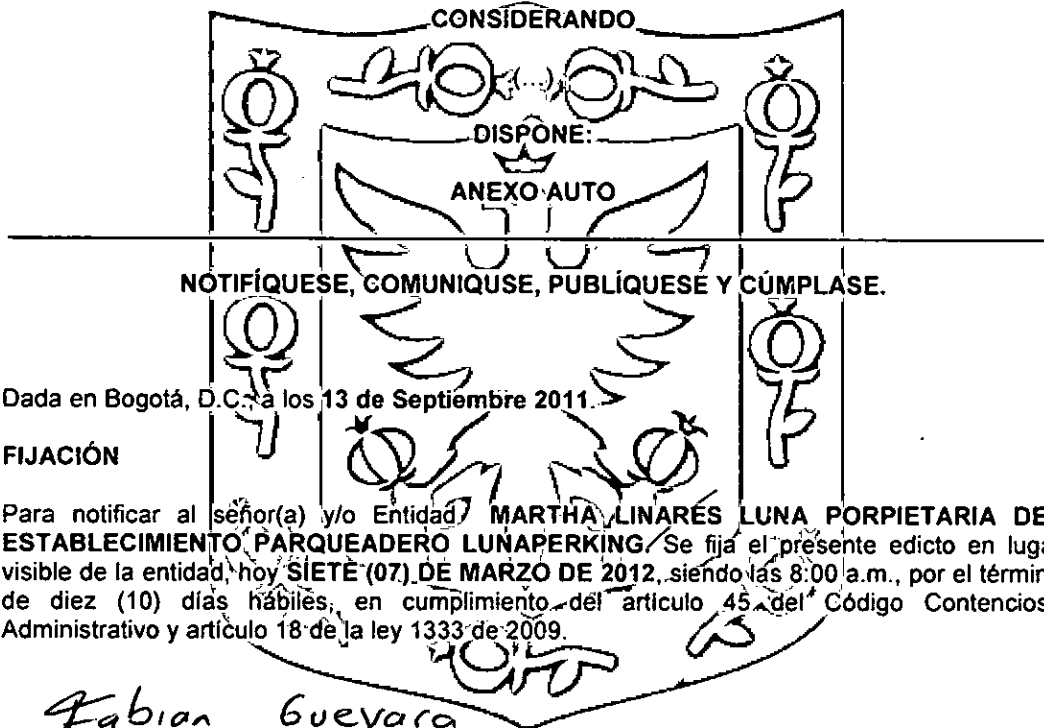 CONSIDERANDO
DISPONE:
ANEXO AUTO
NOTIFÍQUESE, COMUNIQUSE, PUBLÍQUESE Y CÚMPLASE.
Dada en Bogotá, D.C., a los 13 de Septiembre 2011.
FIJACIÓN
Para notificar al señor(a) y/o Entidad, MARTHA LINARES LUNA PORPIETARIA DE
ESTABLECIMIENTO PARQUEADERO LUNAPERKING. Se fija el presente edicto en luga
visible de la entidad, hoy SIETE (07) DE MARZO DE 2012, siendo las 8:00 a.m., por el términ
de diez (10) días hábiles, en cumplimiento del artículo 45 del Código Contencios
Administrativo y artículo 18 de la ley 1333 de 2009.
Fabian Guevara